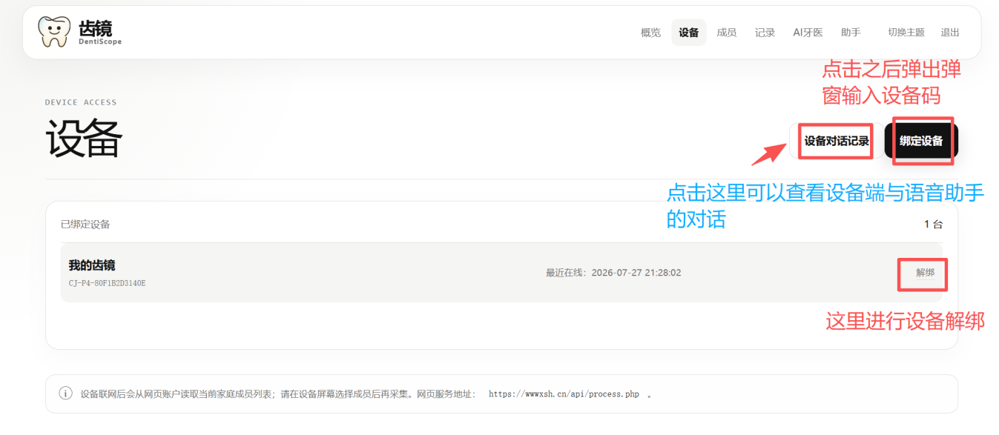 齿镜
DentiScope
概览 设备 成员 记录 AI牙医 助手 切换主题 退出
点击之后弹出弹
窗输入设备码
DEVICE ACCESS
设备
设备对话记录 绑定设备
点击这里可以查看设备端与语音助手
的对话
已绑定设备 1 台
我的齿镜
CJ-P4-80F1B2D3140E
最近在线：2026-07-27 21:28:02
解绑
这里进行设备解绑
设备联网后会从网页账户读取当前家庭成员列表；请在设备屏幕选择成员后再采集。网页服务地址： https://wwwxsh.cn/api/process.php 。